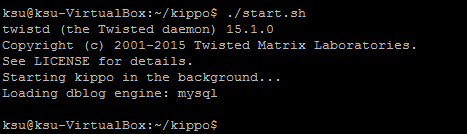 ksu@ksu-VirtualBox:~/kippo$ ./start.sh
twistd (the Twisted daemon) 15.1.0
Copyright (c) 2001-2015 Twisted Matrix Laboratories.
See LICENSE for details.
Starting kippo in the background...
Loading dblog engine: mysql
ksu@ksu-VirtualBox:~/kippo$